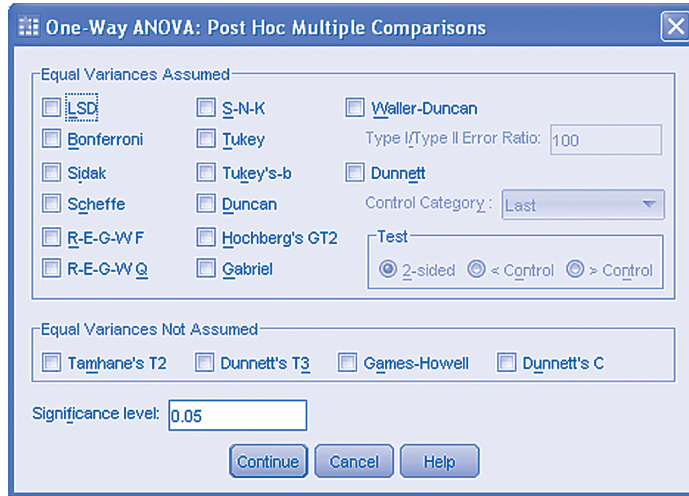 One-Way ANOVA: Post Hoc Multiple Comparisons
Equal Variances Assumed
LSD S-N-K Waller-Duncan
Bonferroni Tukey Type I/Type II Error Ratio: 100
Sidak Tukey's-b Dunnett
Scheffe Duncan Control Category : Last
R-E-G-W F Hochberg's GT2 Test
R-E-G-W Q Gabriel 2-sided < Control > Control
Equal Variances Not Assumed
Tamhane's T2 Dunnett's T3 Games-Howell Dunnett's C
Significance level: 0.05
Continue Cancel Help